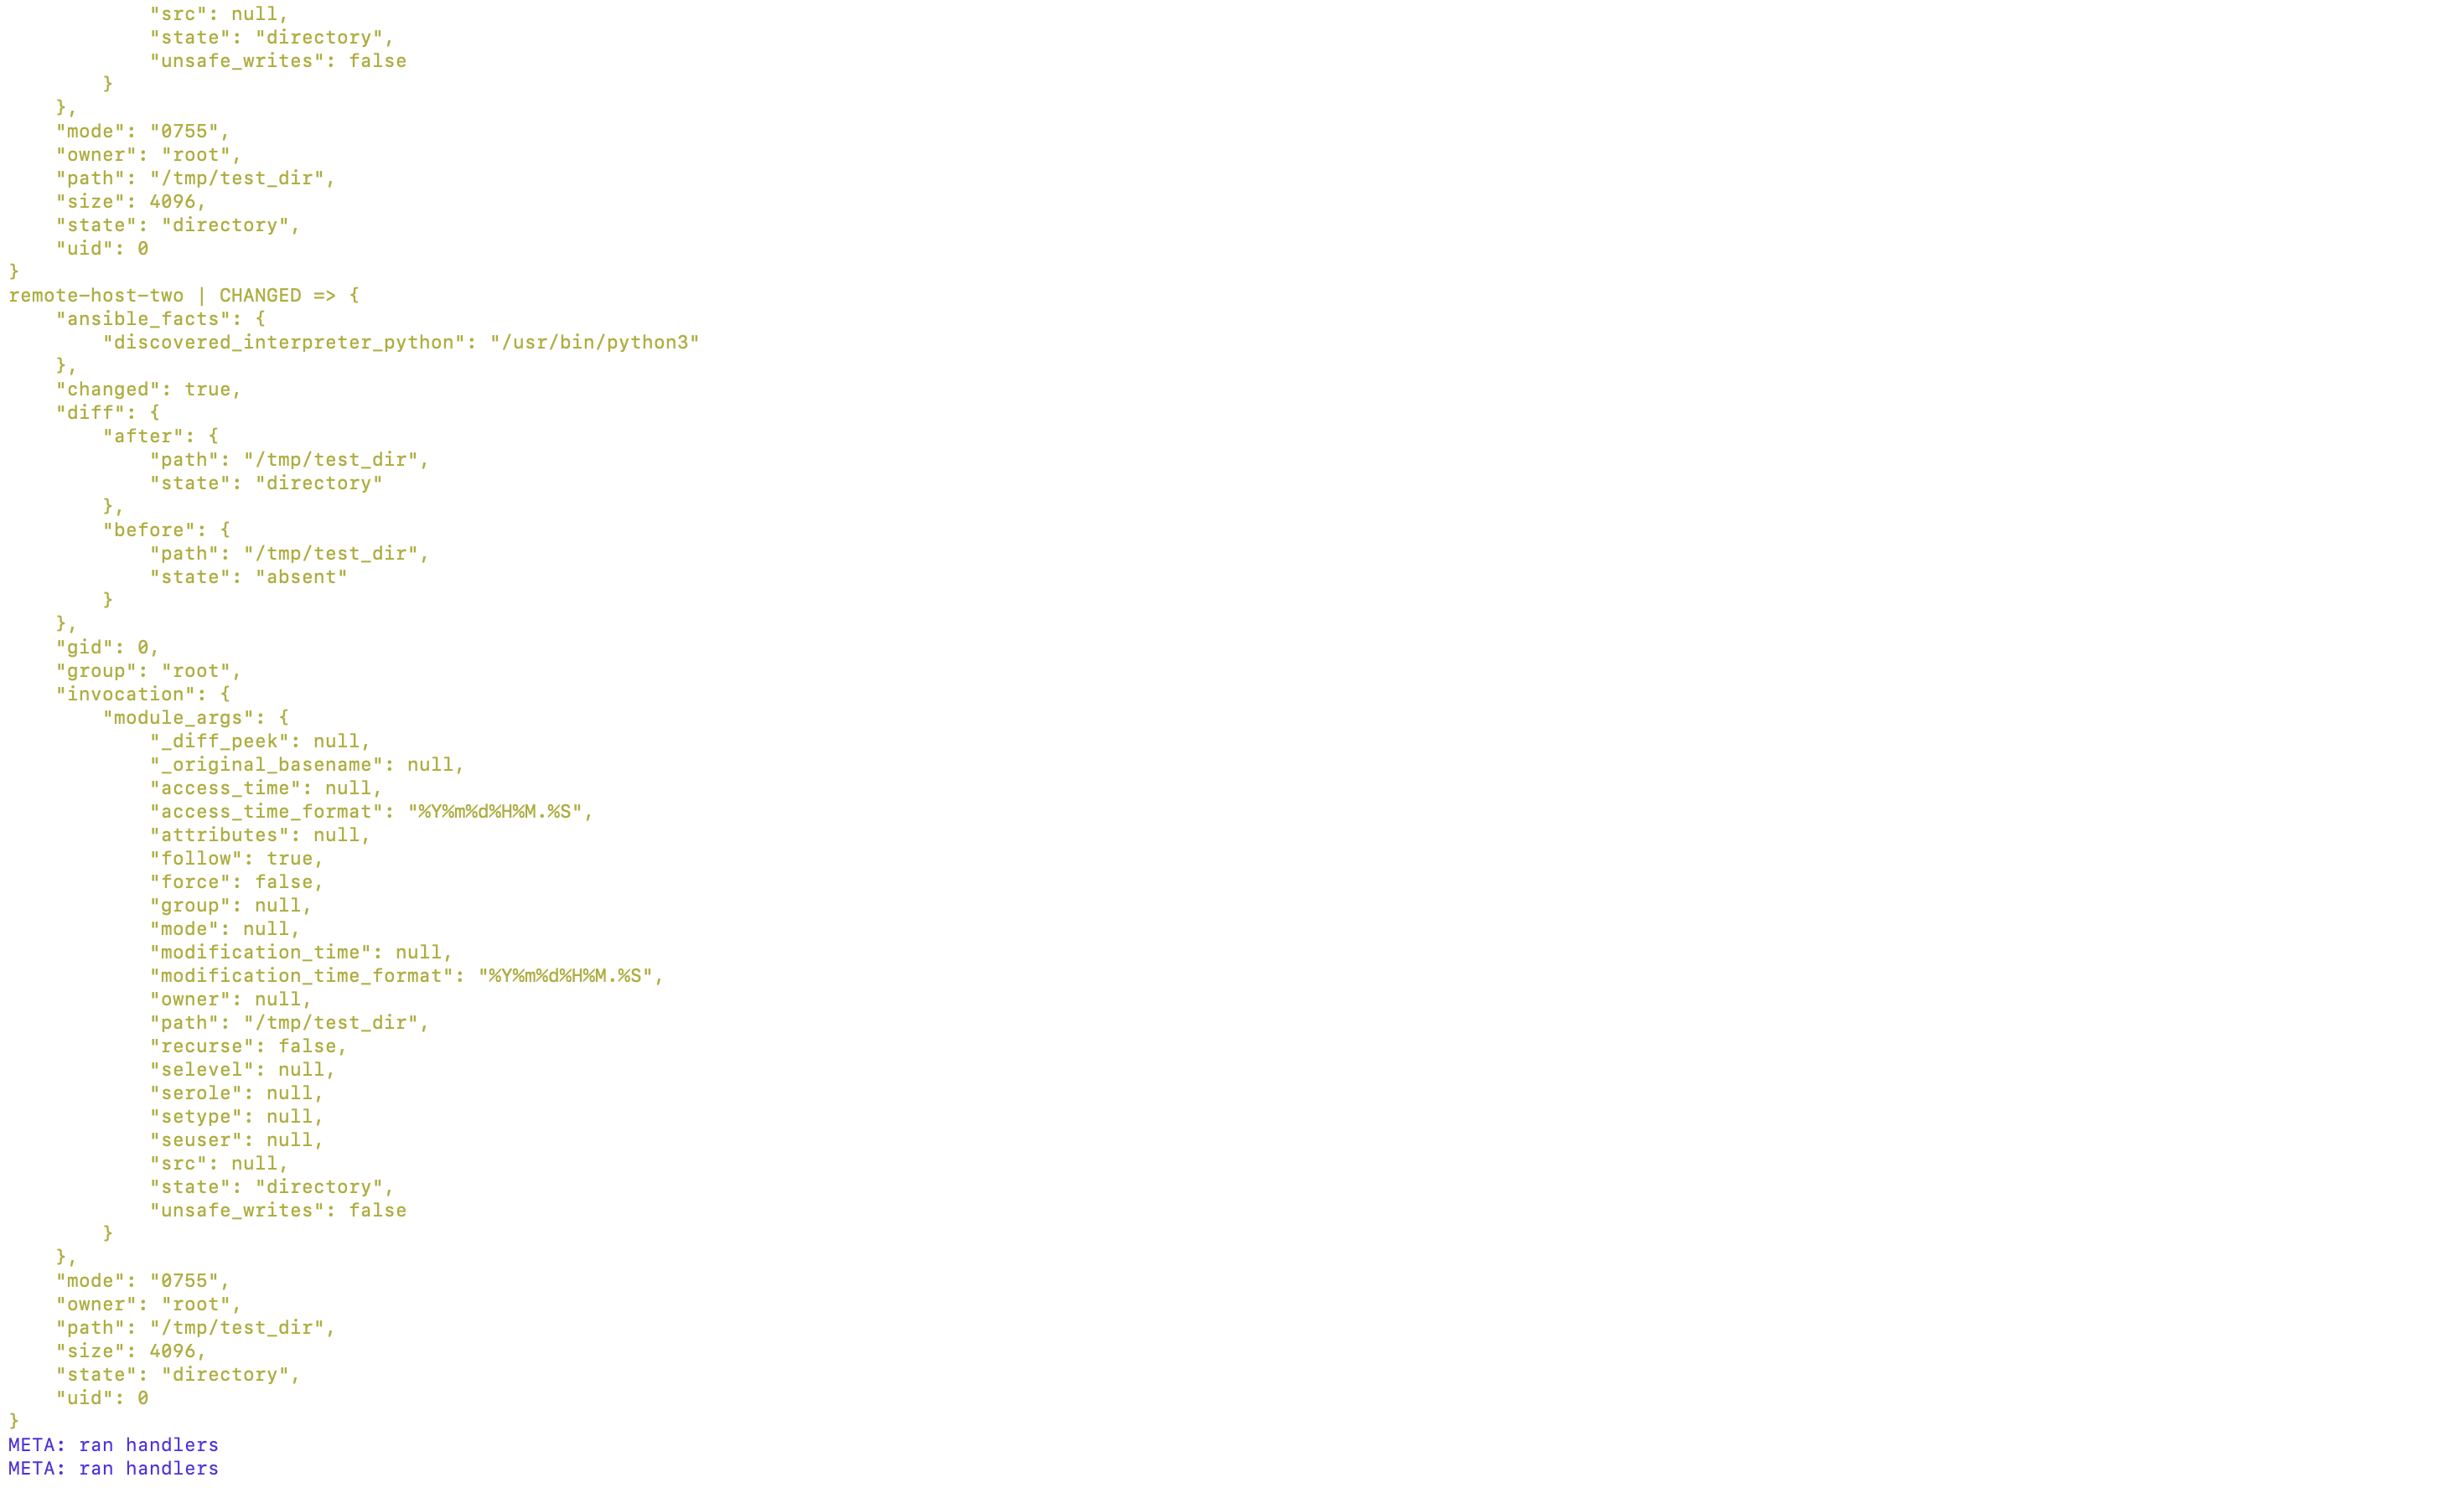 "src": null,
            "state": "directory",
            "unsafe_writes": false
        }
    },
    "mode": "0755",
    "owner": "root",
    "path": "/tmp/test_dir",
    "size": 4096,
    "state": "directory",
    "uid": 0
}
remote-host-two | CHANGED => {
    "ansible_facts": {
        "discovered_interpreter_python": "/usr/bin/python3"
    },
    "changed": true,
    "diff": {
        "after": {
            "path": "/tmp/test_dir",
            "state": "directory"
        },
        "before": {
            "path": "/tmp/test_dir",
            "state": "absent"
        }
    },
    "gid": 0,
    "group": "root",
    "invocation": {
        "module_args": {
            "_diff_peek": null,
            "_original_basename": null,
            "access_time": null,
            "access_time_format": "%Y%m%d%H%M.%S",
            "attributes": null,
            "follow": true,
            "force": false,
            "group": null,
            "mode": null,
            "modification_time": null,
            "modification_time_format": "%Y%m%d%H%M.%S",
            "owner": null,
            "path": "/tmp/test_dir",
            "recurse": false,
            "selevel": null,
            "serole": null,
            "setype": null,
            "seuser": null,
            "src": null,
            "state": "directory",
            "unsafe_writes": false
        }
    },
    "mode": "0755",
    "owner": "root",
    "path": "/tmp/test_dir",
    "size": 4096,
    "state": "directory",
    "uid": 0
}
META: ran handlers
META: ran handlers